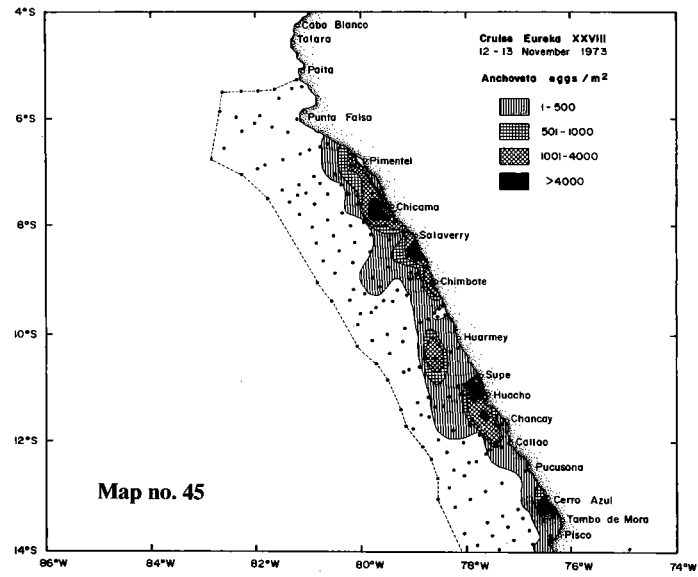 4°S
Cabo Blanco
Talara
Paita
Cruise Eureka XXVIII
12 - 13 November 1973
Anchoveta eggs / m²
1 - 500
501 - 1000
1001 - 4000
>4000
6°S
Punta Falsa
Pimentel
Chicama
8°S
Salaverry
Chimbote
10°S
Huarmey
Supe
Huacho
Chancay
12°S
Callao
Pucusana
Map no. 45
Cerro Azul
Tambo de Mora
Pisco
14°S
86°W
84°W
82°W
80°W
78°W
76°W
74°W